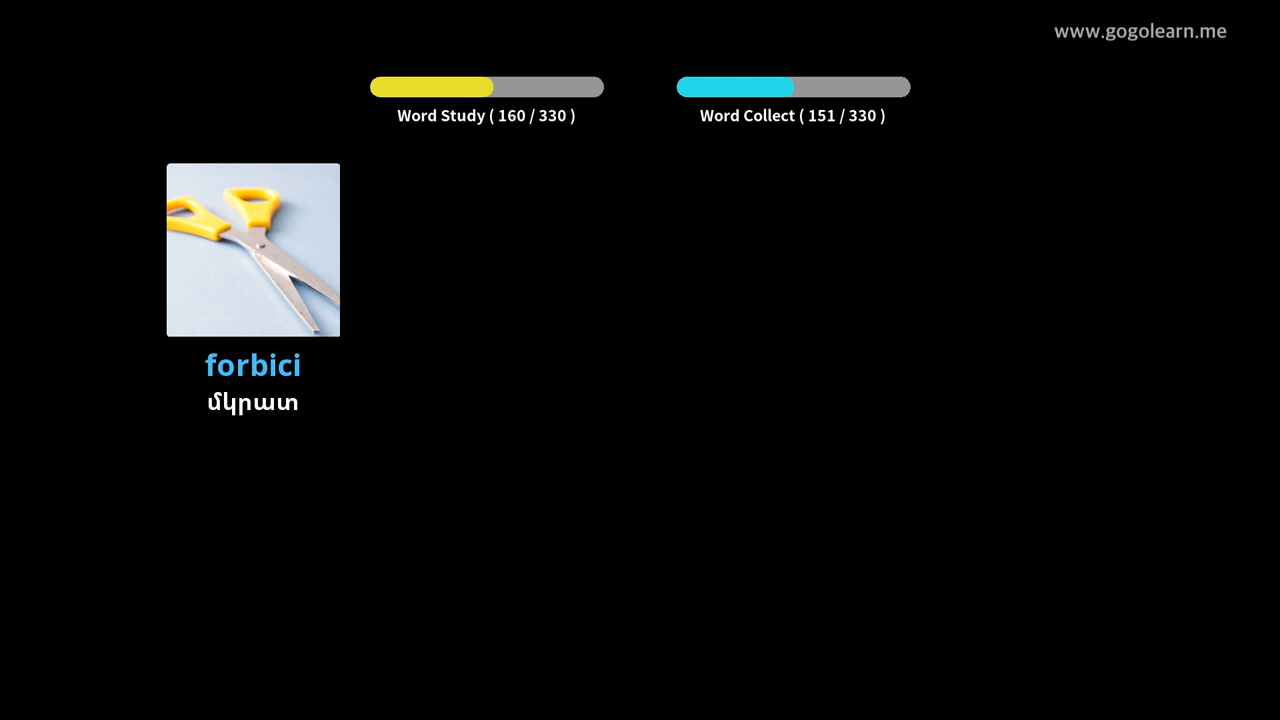 www.gogolearn.me
Word Study ( 160 / 330 )
Word Collect ( 151 / 330 )
forbici
մկրատ